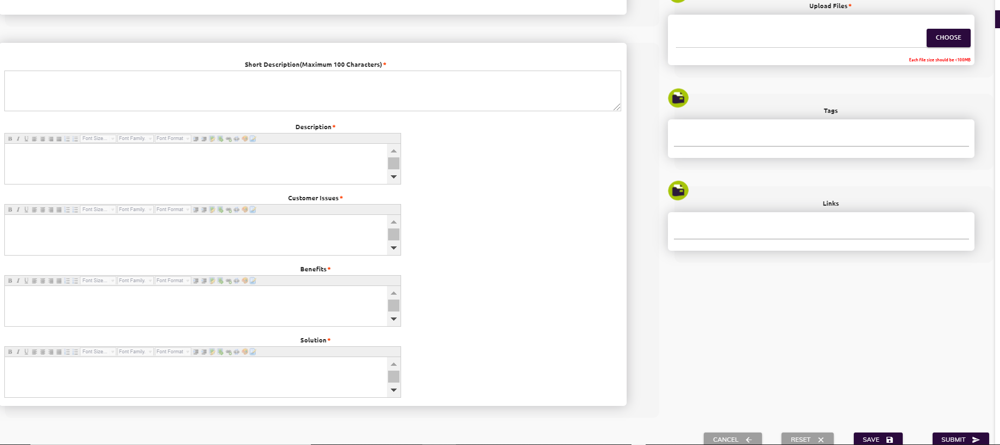 Upload Files*
CHOOSE
Each file size should be <100MB
Short Description(Maximum 100 Characters)*
Description*
B I U Font Size... Font Family. Font Format
Customer Issues*
B I U Font Size... Font Family. Font Format
Benefits*
B I U Font Size... Font Family. Font Format
Solution*
B I U Font Size... Font Family. Font Format
Tags
Links
CANCEL RESET SAVE SUBMIT